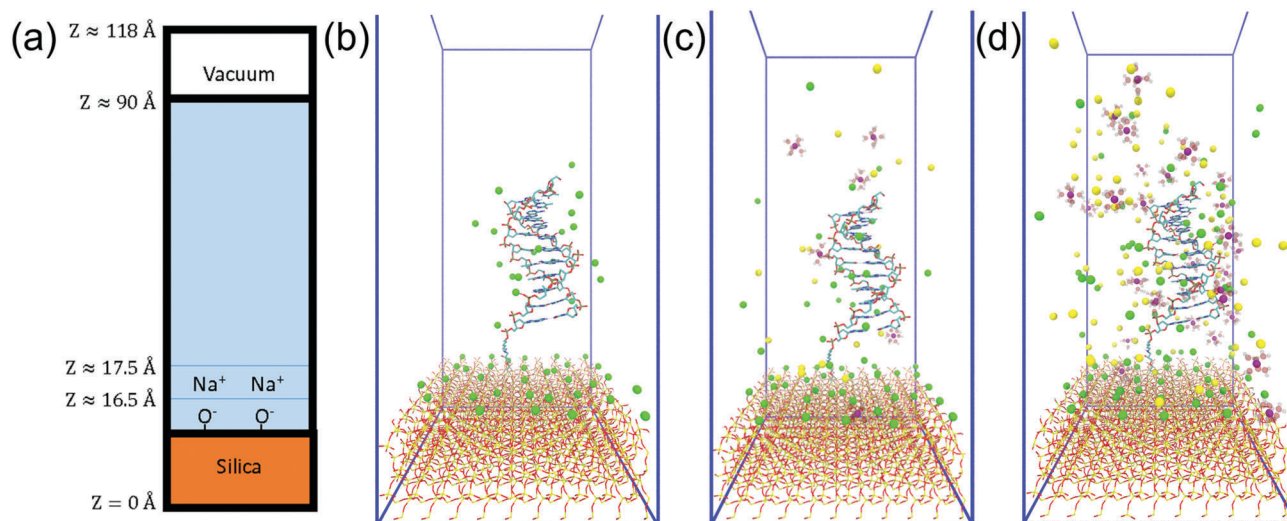 (a)
Z ≈ 118 Å
Vacuum
Z ≈ 90 Å
Z ≈ 17.5 Å
Na⁺ Na⁺
Z ≈ 16.5 Å
O⁻ O⁻
Silica
Z = 0 Å
(b)
(c)
(d)